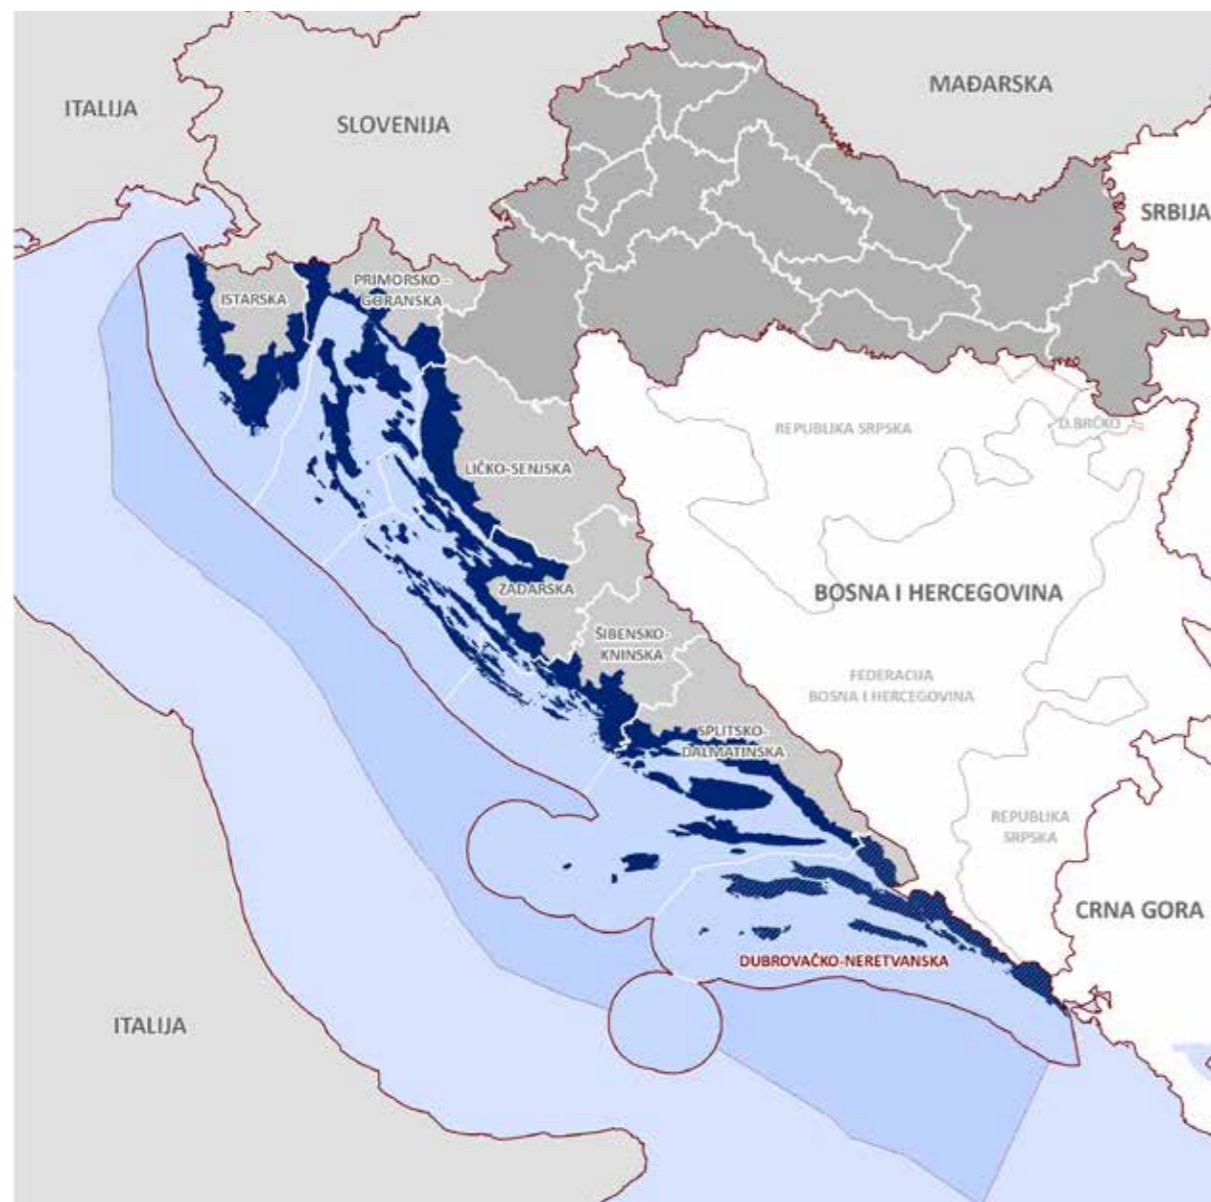 MAĐARSKA
ITALIJA
SLOVENIJA
SRBIJA
PRIMORSKO -
GORANSKA
ISTARSKA
REPUBLIKA SRPSKA
D.BRČKO
LIČKO-SENJSKA
ZADARSKA
BOSNA I HERCEGOVINA
ŠIBENSKO-
KNINSKA
FEDERACIJA
BOSNA I HERCEGOVINA
SPLITSKO-
DALMATINSKA
REPUBLIKA
SRPSKA
CRNA GORA
DUBROVAČKO-NERETVANSKA
ITALIJA